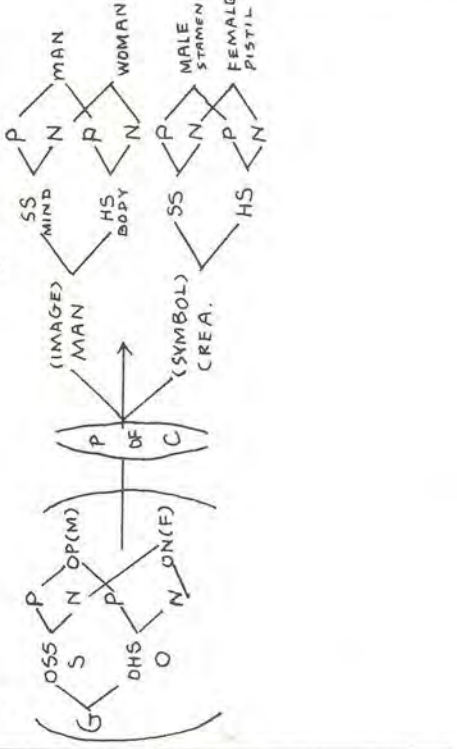 G
OSS
S
OHS
O
P
N
P
N
OP(M)
ON(F)
P
OF
C
(IMAGE)
MAN
(SYMBOL)
CREA.
SS
MIND
HS
BODY
P
N
P
N
MAN
WOMAN
SS
HS
P
N
P
N
MALE
STAMEN
FEMALE
PISTIL